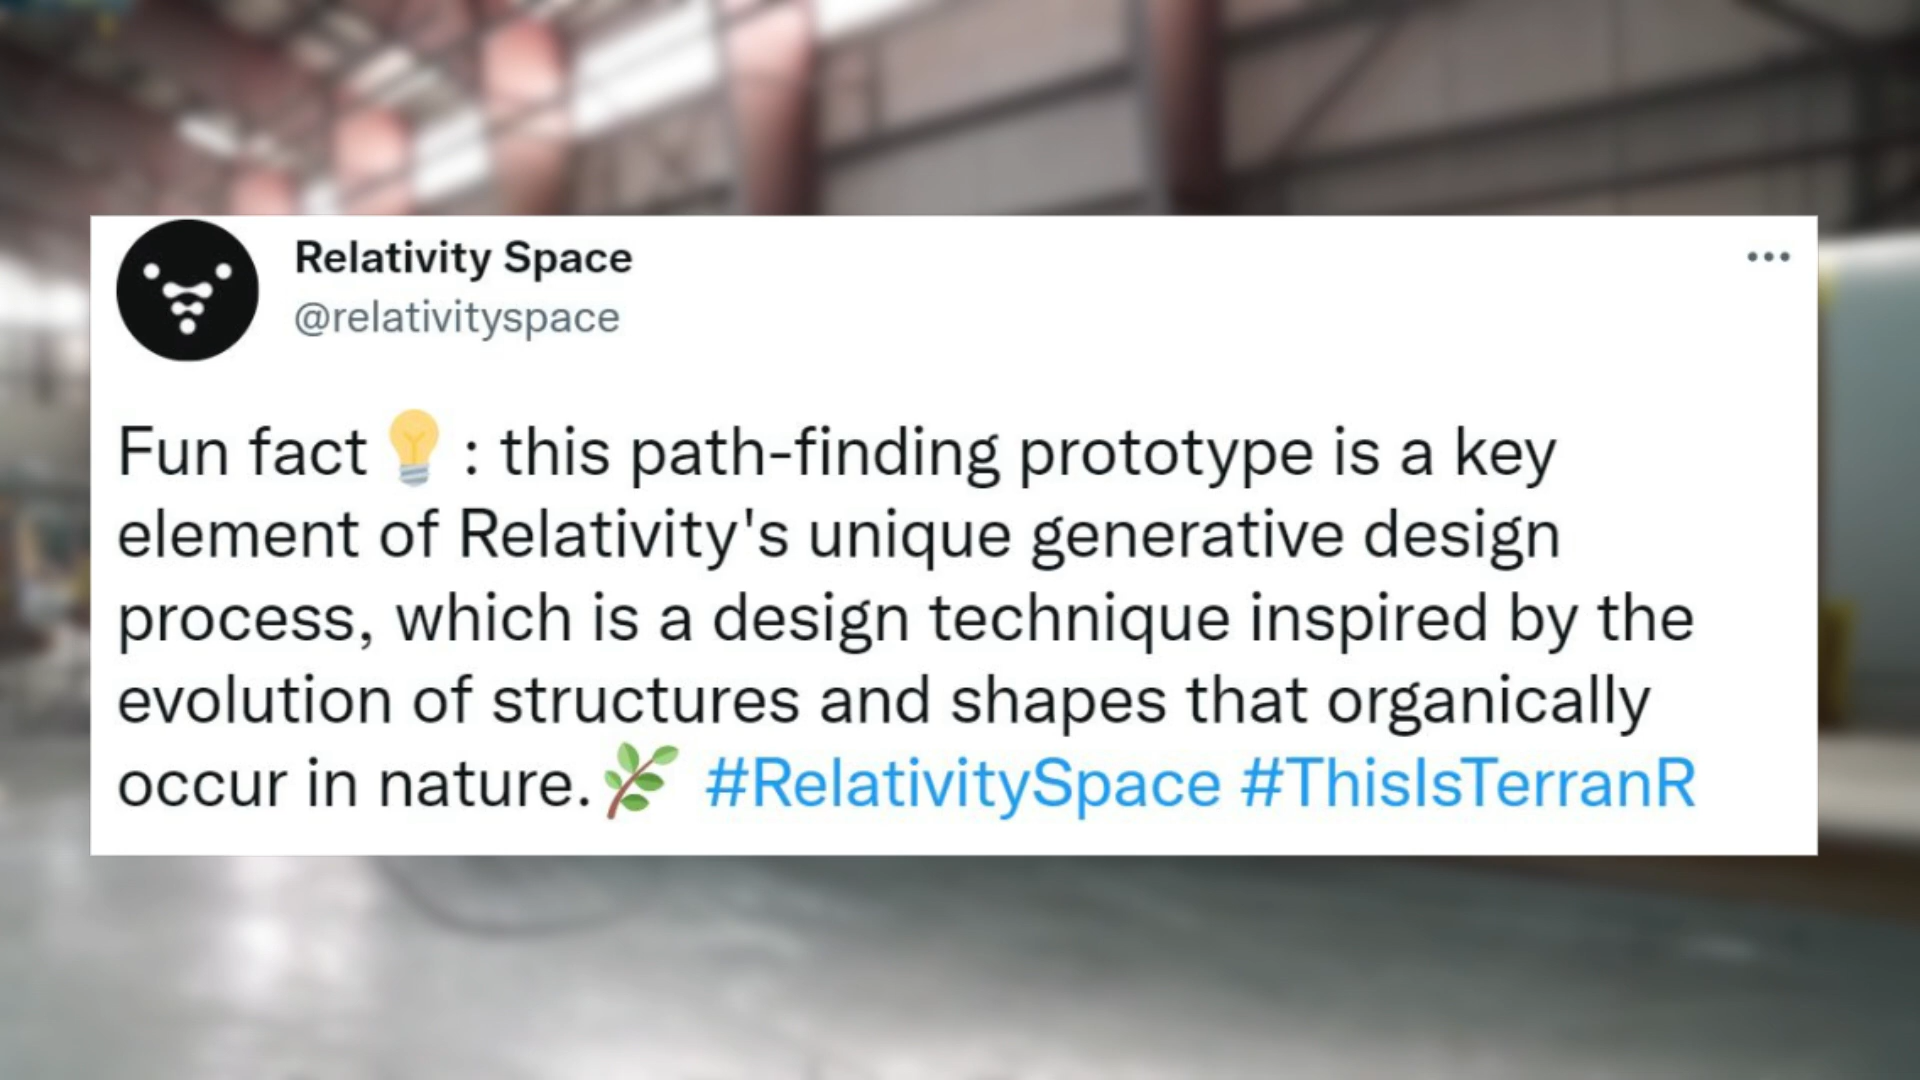 Relativity Space
@relativityspace
Fun fact💡: this path-finding prototype is a key
element of Relativity's unique generative design
process, which is a design technique inspired by the
evolution of structures and shapes that organically
occur in nature.🌿 #RelativitySpace #ThisIsTerranR